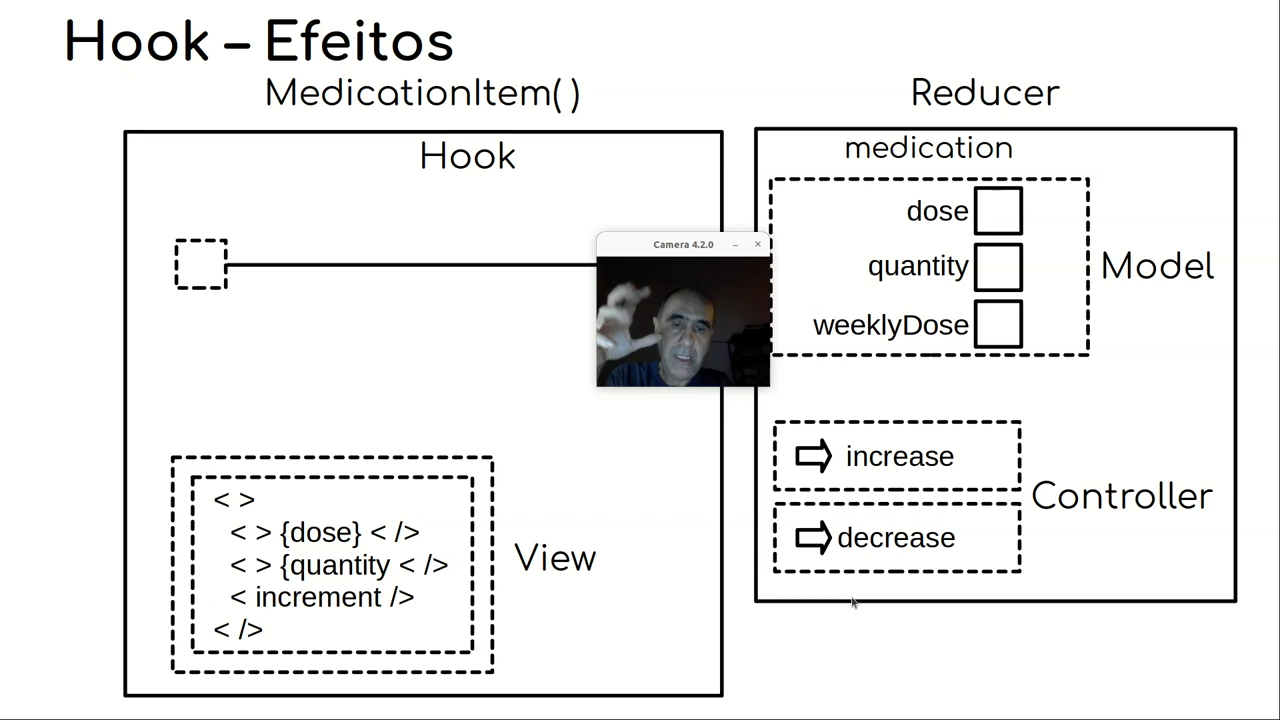 Hook – Efeitos
MedicationItem( )
Reducer
Hook
medication
dose
quantity
weeklyDose
Model
Camera 4.2.0
increase
decrease
Controller
< >
< > {dose} < />
< > {quantity < />
< increment />
< />
View